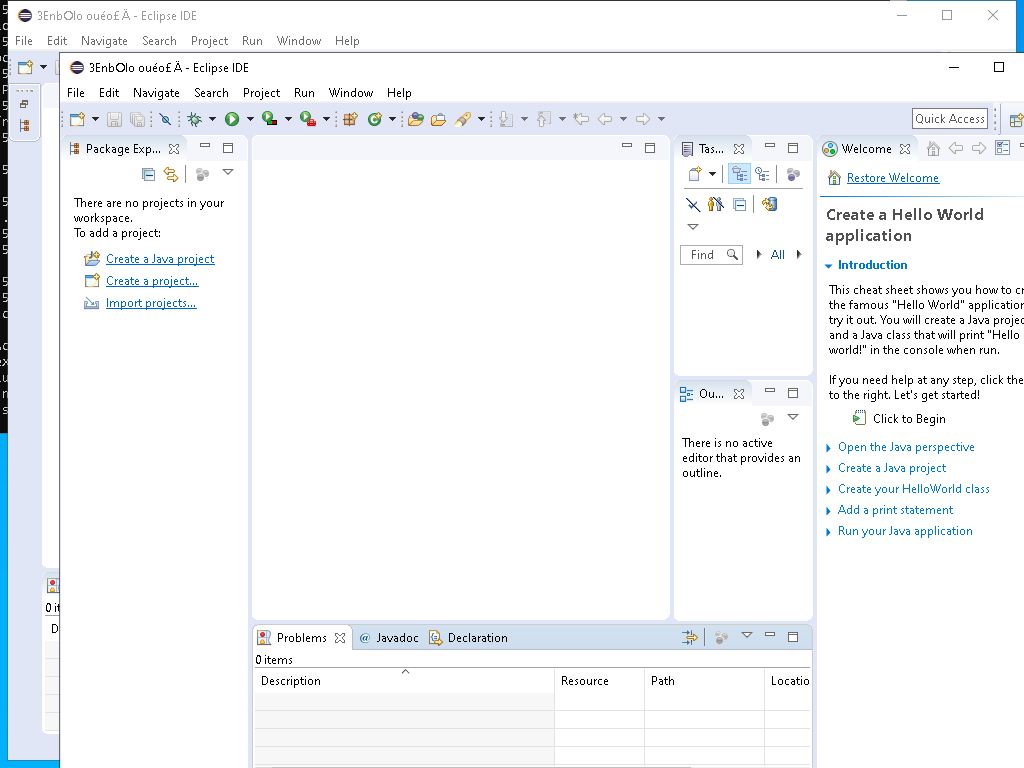 3EnbOlo ouéo£Ä - Eclipse IDE
File Edit Navigate Search Project Run Window Help
3EnbOlo ouéo£Ä - Eclipse IDE
File Edit Navigate Search Project Run Window Help
Quick Access
Package Exp...
There are no projects in your
workspace.
To add a project:
Create a Java project
Create a project...
Import projects...
Tas...
Find
All
Ou...
There is no active
editor that provides an
outline.
Welcome
Restore Welcome
Create a Hello World
application
Introduction
This cheat sheet shows you how to cr
the famous "Hello World" application
try it out. You will create a Java projec
and a Java class that will print "Hello
world!" in the console when run.
If you need help at any step, click the
to the right. Let's get started!
Click to Begin
Open the Java perspective
Create a Java project
Create your HelloWorld class
Add a print statement
Run your Java application
0 it
D
Problems Javadoc Declaration
0 items
Description Resource Path Locatio